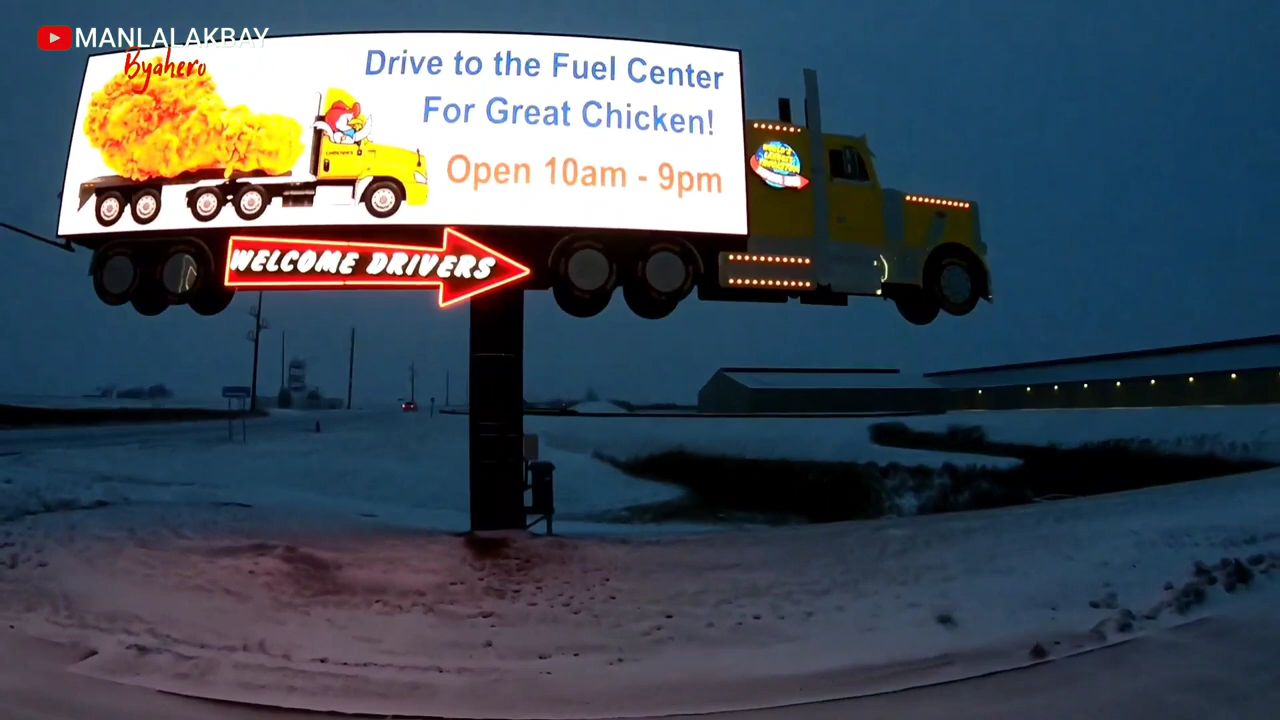 MANLALAKBAY
Byahero
Drive to the Fuel Center
For Great Chicken!
Open 10am - 9pm
WELCOME DRIVERS